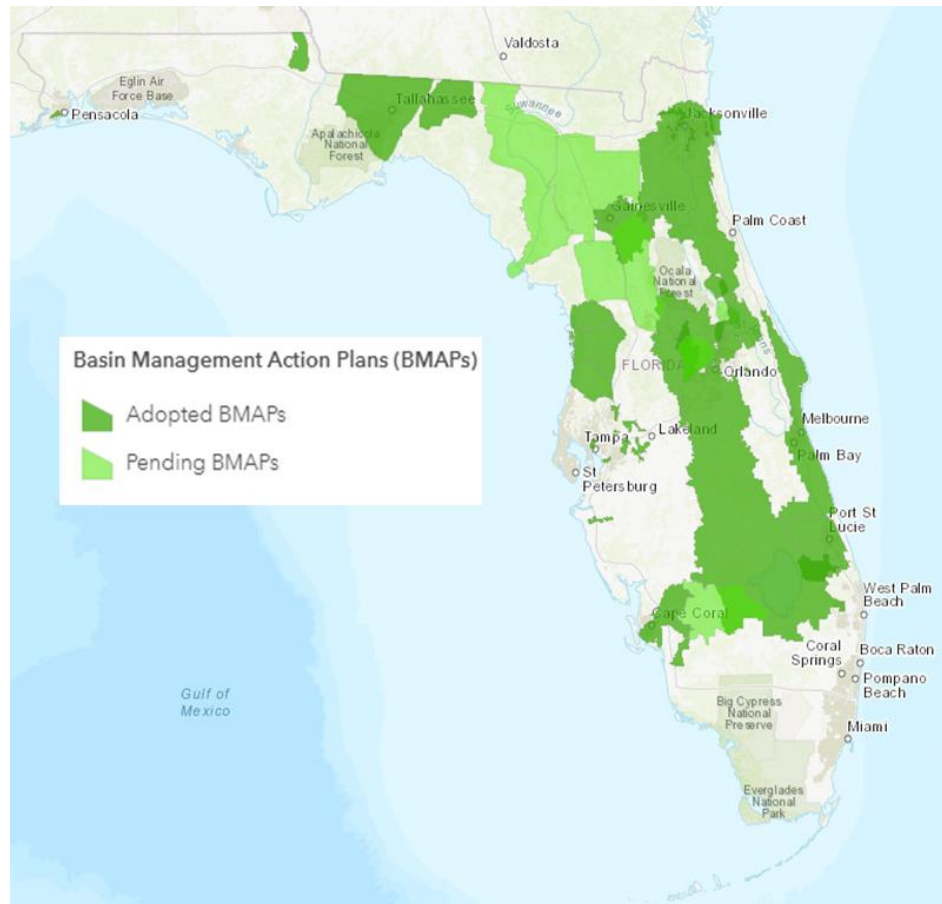 Valdosta
Eglin Air
Force Base
Pensacola
Tallahassee
Suwannee
Jacksonville
Apalachicola
National
Forest
Gainesville
Palm Coast
Ocala
National
Forest
Basin Management Action Plans (BMAPs)
Adopted BMAPs
Pending BMAPs
FLORIDA
Orlando
Melbourne
Lakeland
Tampa
Palm Bay
St
Petersburg
Port St
Lucie
West Palm
Beach
Cape Coral
Coral
Springs
Boca Raton
Pompano
Beach
Gulf of
Mexico
Big Cypress
National
Preserve
Miami
Everglades
National
Park